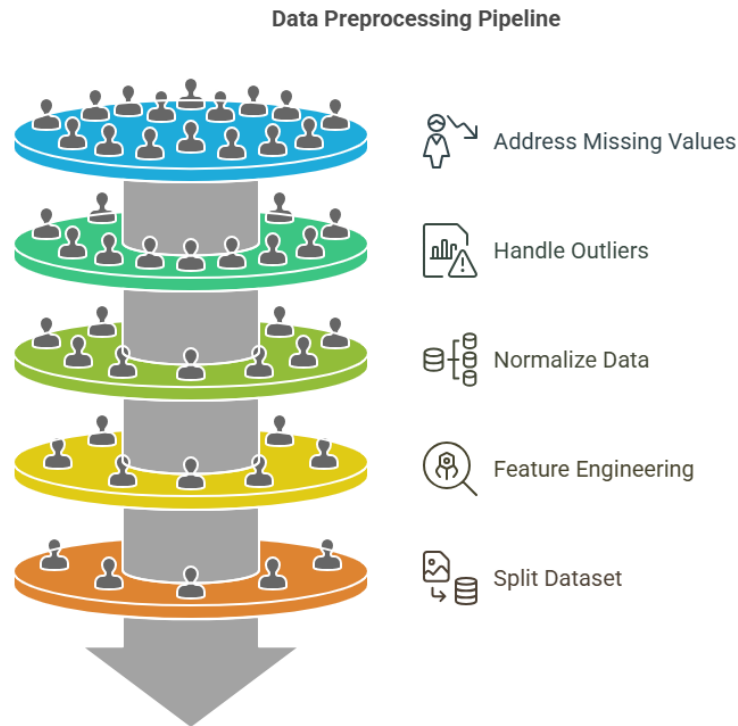 Data Preprocessing Pipeline
Address Missing Values
Handle Outliers
Normalize Data
Feature Engineering
Split Dataset